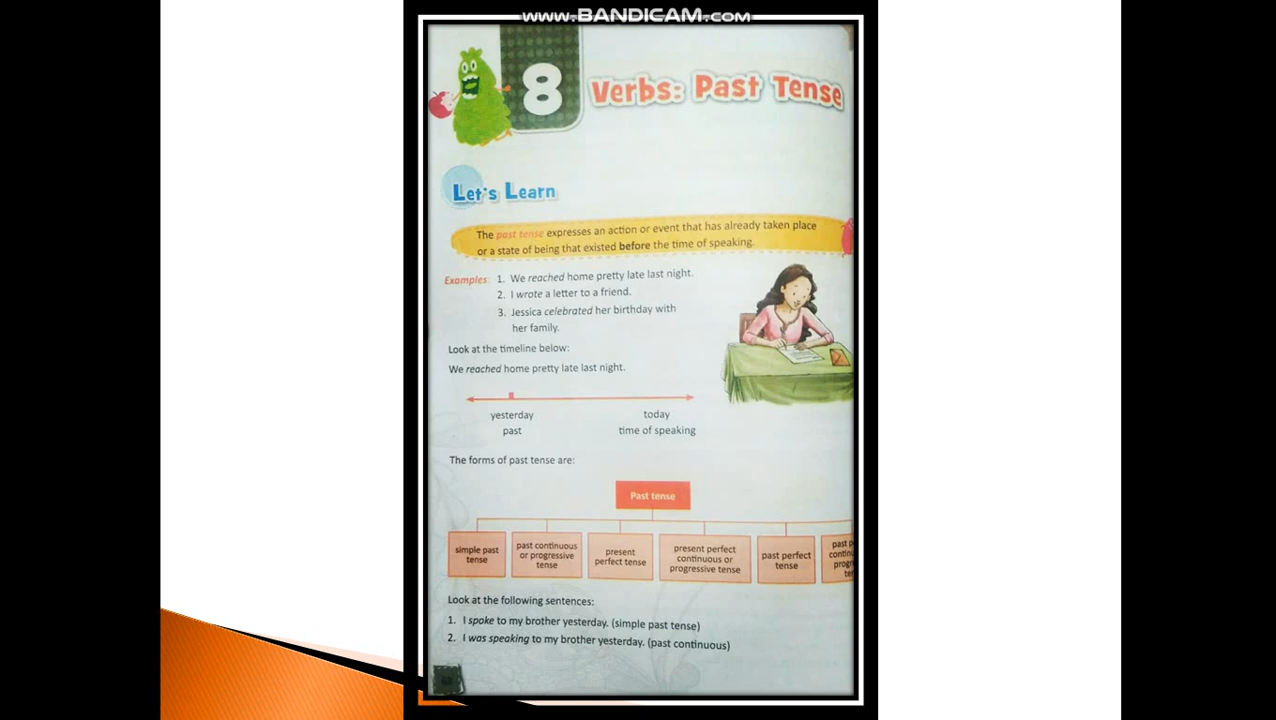 www.BANDICAM.com
8 Verbs: Past Tense
Let's Learn
The past tense expresses an action or event that has already taken place
or a state of being that existed before the time of speaking.
Examples: 1. We reached home pretty late last night.
2. I wrote a letter to a friend.
3. Jessica celebrated her birthday with
her family.
Look at the timeline below:
We reached home pretty late last night.
yesterday today
past time of speaking
The forms of past tense are:
Past tense
simple past
tense
past continuous
or progressive
tense
present
perfect tense
present perfect
continuous or
progressive tense
past perfect
tense
past
Look at the following sentences:
1. I spoke to my brother yesterday. (simple past tense)
2. I was speaking to my brother yesterday. (past continuous)